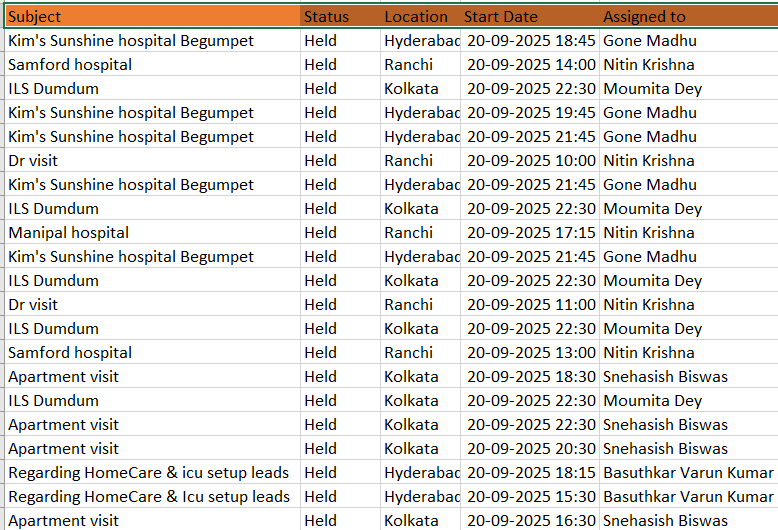 Subject Status Location Start Date Assigned to
Kim's Sunshine hospital Begumpet Held Hyderabad 20-09-2025 18:45 Gone Madhu
Samford hospital Held Ranchi 20-09-2025 14:00 Nitin Krishna
ILS Dumdum Held Kolkata 20-09-2025 22:30 Moumita Dey
Kim's Sunshine hospital Begumpet Held Hyderabad 20-09-2025 19:45 Gone Madhu
Kim's Sunshine hospital Begumpet Held Hyderabad 20-09-2025 21:45 Gone Madhu
Dr visit Held Ranchi 20-09-2025 10:00 Nitin Krishna
Kim's Sunshine hospital Begumpet Held Hyderabad 20-09-2025 21:45 Gone Madhu
ILS Dumdum Held Kolkata 20-09-2025 22:30 Moumita Dey
Manipal hospital Held Ranchi 20-09-2025 17:15 Nitin Krishna
Kim's Sunshine hospital Begumpet Held Hyderabad 20-09-2025 21:45 Gone Madhu
ILS Dumdum Held Kolkata 20-09-2025 22:30 Moumita Dey
Dr visit Held Ranchi 20-09-2025 11:00 Nitin Krishna
ILS Dumdum Held Kolkata 20-09-2025 22:30 Moumita Dey
Samford hospital Held Ranchi 20-09-2025 13:00 Nitin Krishna
Apartment visit Held Kolkata 20-09-2025 18:30 Snehasish Biswas
ILS Dumdum Held Kolkata 20-09-2025 22:30 Moumita Dey
Apartment visit Held Kolkata 20-09-2025 22:30 Snehasish Biswas
Apartment visit Held Kolkata 20-09-2025 20:30 Snehasish Biswas
Regarding HomeCare & icu setup leads Held Hyderabad 20-09-2025 18:15 Basuthkar Varun Kumar
Regarding HomeCare & Icu setup leads Held Hyderabad 20-09-2025 15:30 Basuthkar Varun Kumar
Apartment visit Held Kolkata 20-09-2025 16:30 Snehasish Biswas